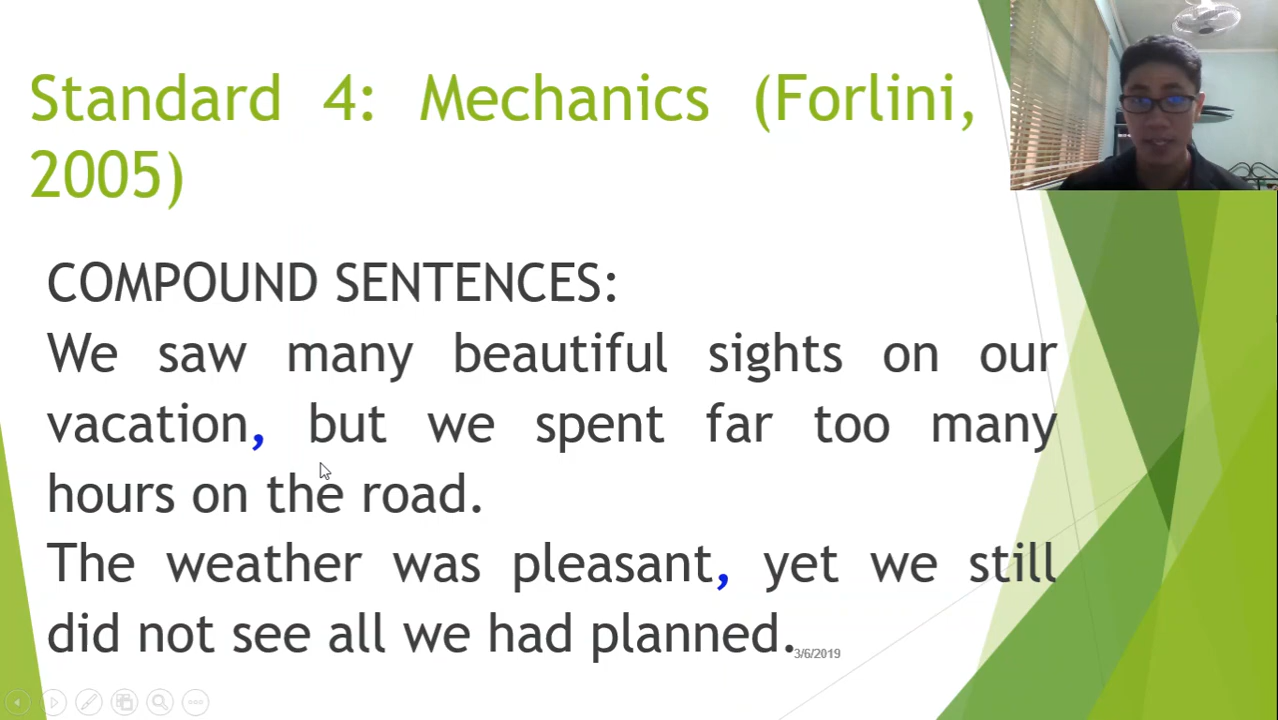 Standard 4: Mechanics (Forlini,
2005)
COMPOUND SENTENCES:
We saw many beautiful sights on our
vacation, but we spent far too many
hours on the road.
The weather was pleasant, yet we still
did not see all we had planned.
3/6/2019